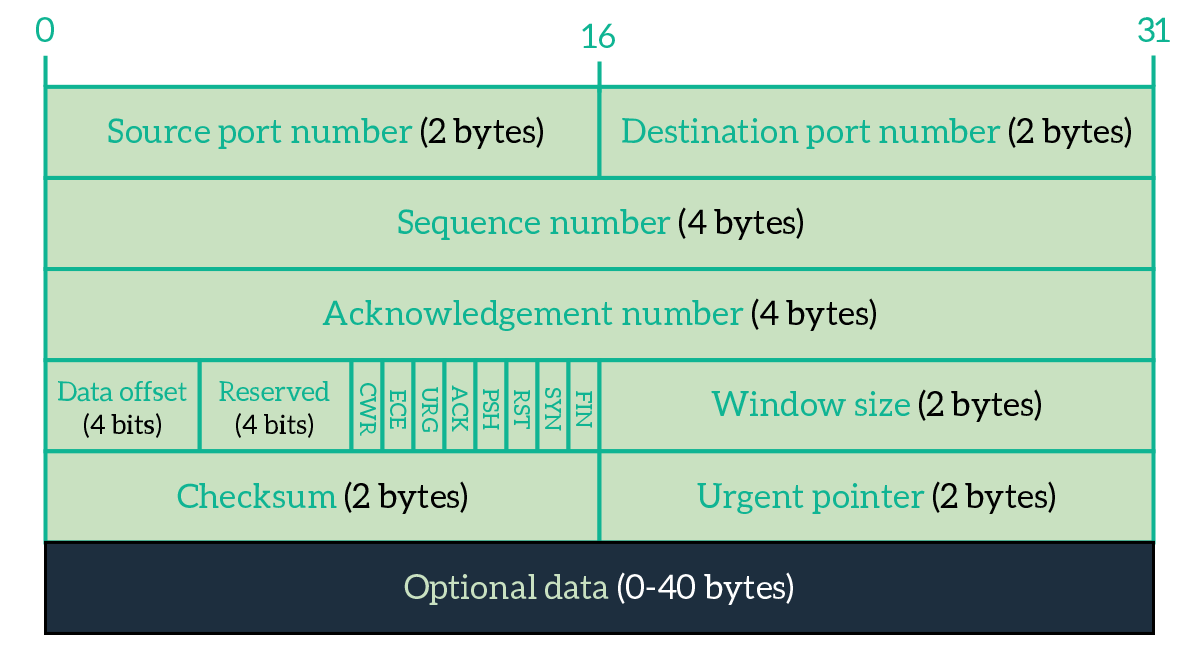 0
16
31
Source port number (2 bytes)
Destination port number (2 bytes)
Sequence number (4 bytes)
Acknowledgement number (4 bytes)
Data offset
(4 bits)
Reserved
(4 bits)
CWR
ECE
URG
ACK
PSH
RST
SYN
FIN
Window size (2 bytes)
Checksum (2 bytes)
Urgent pointer (2 bytes)
Optional data (0-40 bytes)